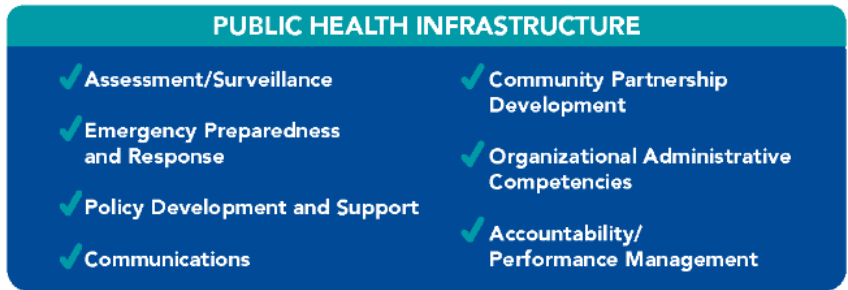 PUBLIC HEALTH INFRASTRUCTURE
Assessment/Surveillance
Emergency Preparedness
and Response
Policy Development and Support
Communications
Community Partnership
Development
Organizational Administrative
Competencies
Accountability/
Performance Management